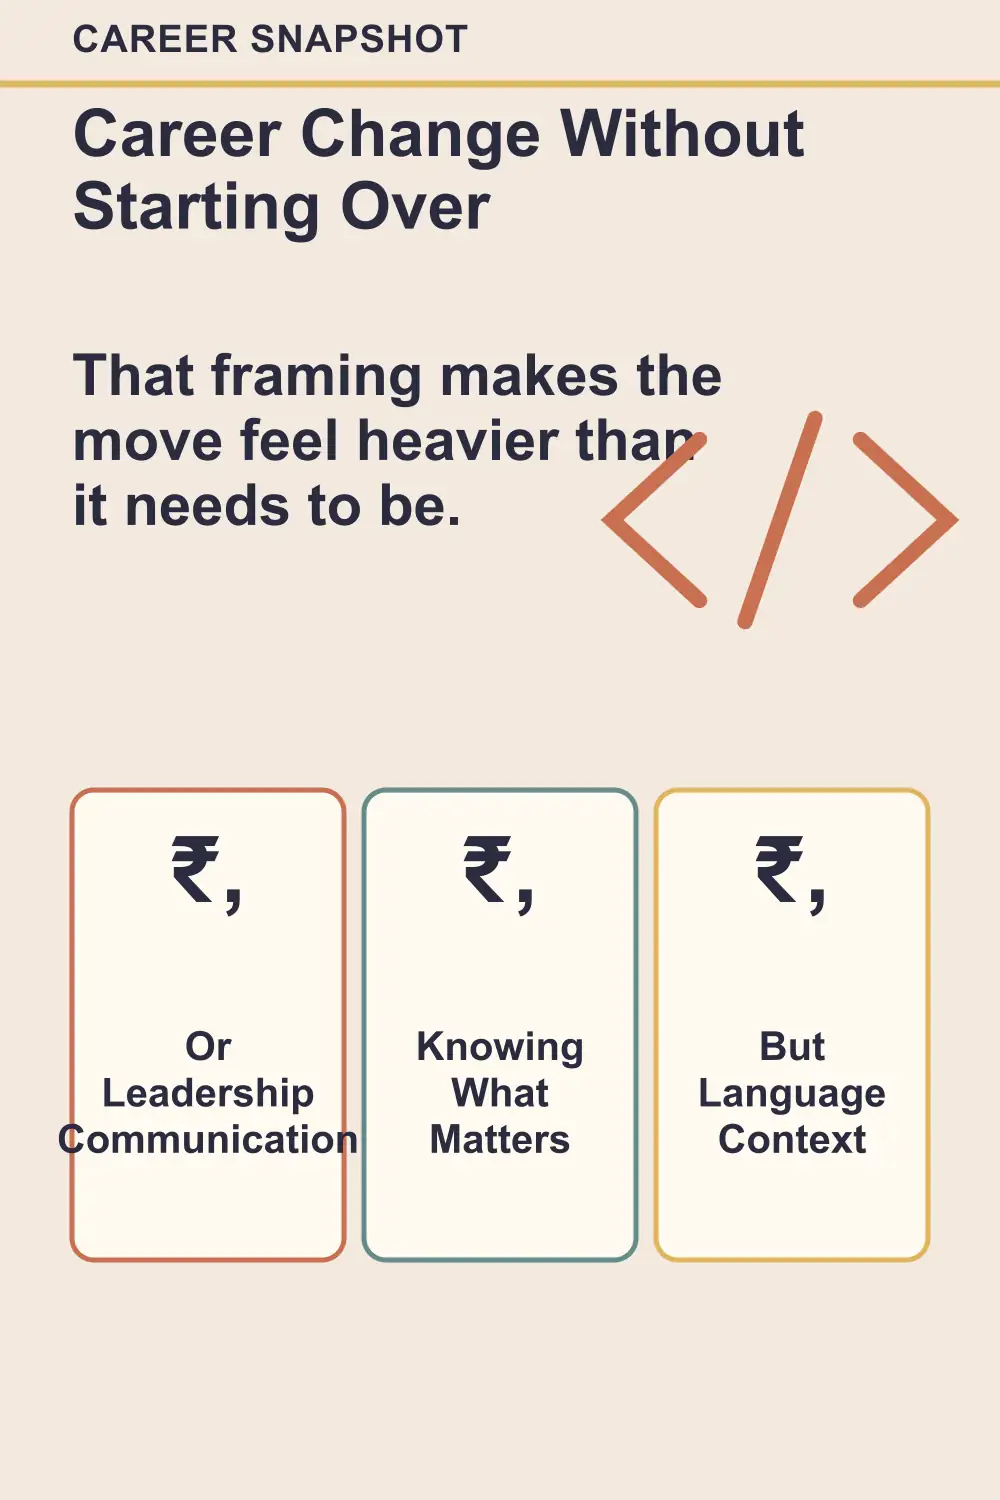 CAREER SNAPSHOT
Career Change Without
Starting Over
That framing makes the
move feel heavier than
it needs to be.
</>
₹,
Or
Leadership
Communication
₹,
Knowing
What
Matters
₹,
But
Language
Context